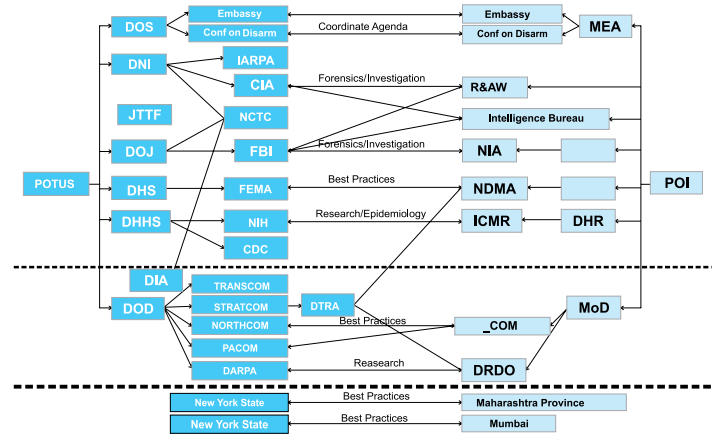 Embassy
Embassy
DOS
Coordinate Agenda
MEA
Conf on Disarm
Conf on Disarm
DNI
IARPA
CIA
Forensics/Investigation
R&AW
JTTF
NCTC
Intelligence Bureau
DOJ
FBI
Forensics/Investigation
NIA
POTUS
DHS
FEMA
Best Practices
NDMA
POI
DHHS
NIH
Research/Epidemiology
ICMR
DHR
CDC
DIA
TRANSCOM
DOD
STRATCOM
DTRA
MoD
NORTHCOM
Best Practices
_COM
PACOM
DARPA
Reasearch
DRDO
New York State
Best Practices
Maharashtra Province
New York State
Best Practices
Mumbai